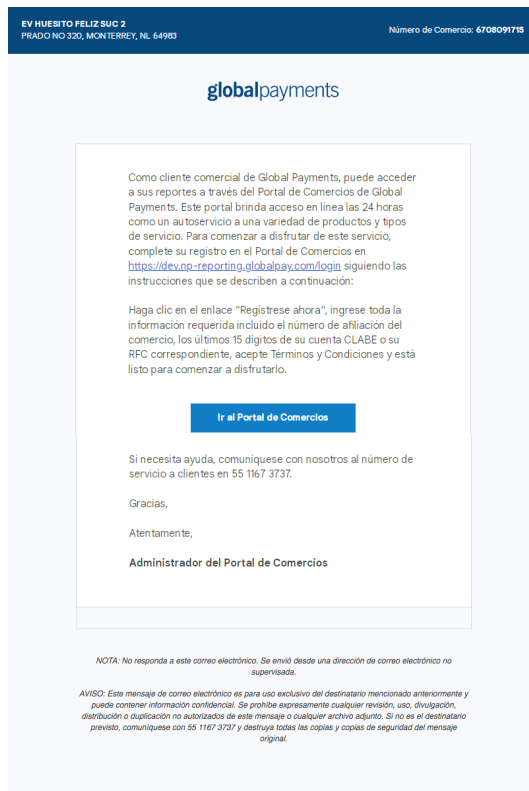 EV HUESITO FELIZ SUC 2
PRADO NO 320, MONTERREY, NL 64983
Número de Comercio: 6708091715
globalpayments
Como cliente comercial de Global Payments, puede acceder
a sus reportes a través del Portal de Comercios de Global
Payments. Este portal brinda acceso en línea las 24 horas
como un autoservicio a una variedad de productos y tipos
de servicio. Para comenzar a disfrutar de este servicio,
complete su registro en el Portal de Comercios en
https://dev.np-reporting.globalpay.com/login siguiendo las
instrucciones que se describen a continuación:
Haga clic en el enlace "Regístrese ahora", ingrese toda la
información requerida incluido el número de afiliación del
comercio, los últimos 15 dígitos de su cuenta CLABE o su
RFC correspondiente, acepte Términos y Condiciones y está
listo para comenzar a disfrutarlo.
Ir al Portal de Comercios
Si necesita ayuda, comuníquese con nosotros al número de
servicio a clientes en 55 1167 3737.
Gracias,
Atentamente,
Administrador del Portal de Comercios
NOTA: No responda a este correo electrónico. Se envió desde una dirección de correo electrónico no
supervisada.
AVISO: Este mensaje de correo electrónico es para uso exclusivo del destinatario mencionado anteriormente y
puede contener información confidencial. Se prohíbe expresamente cualquier revisión, uso, divulgación,
distribución o duplicación no autorizados de este mensaje o cualquier archivo adjunto. Si no es el destinatario
previsto, comuníquese con 55 1167 3737 y destruya todas las copias y copias de seguridad del mensaje
original.